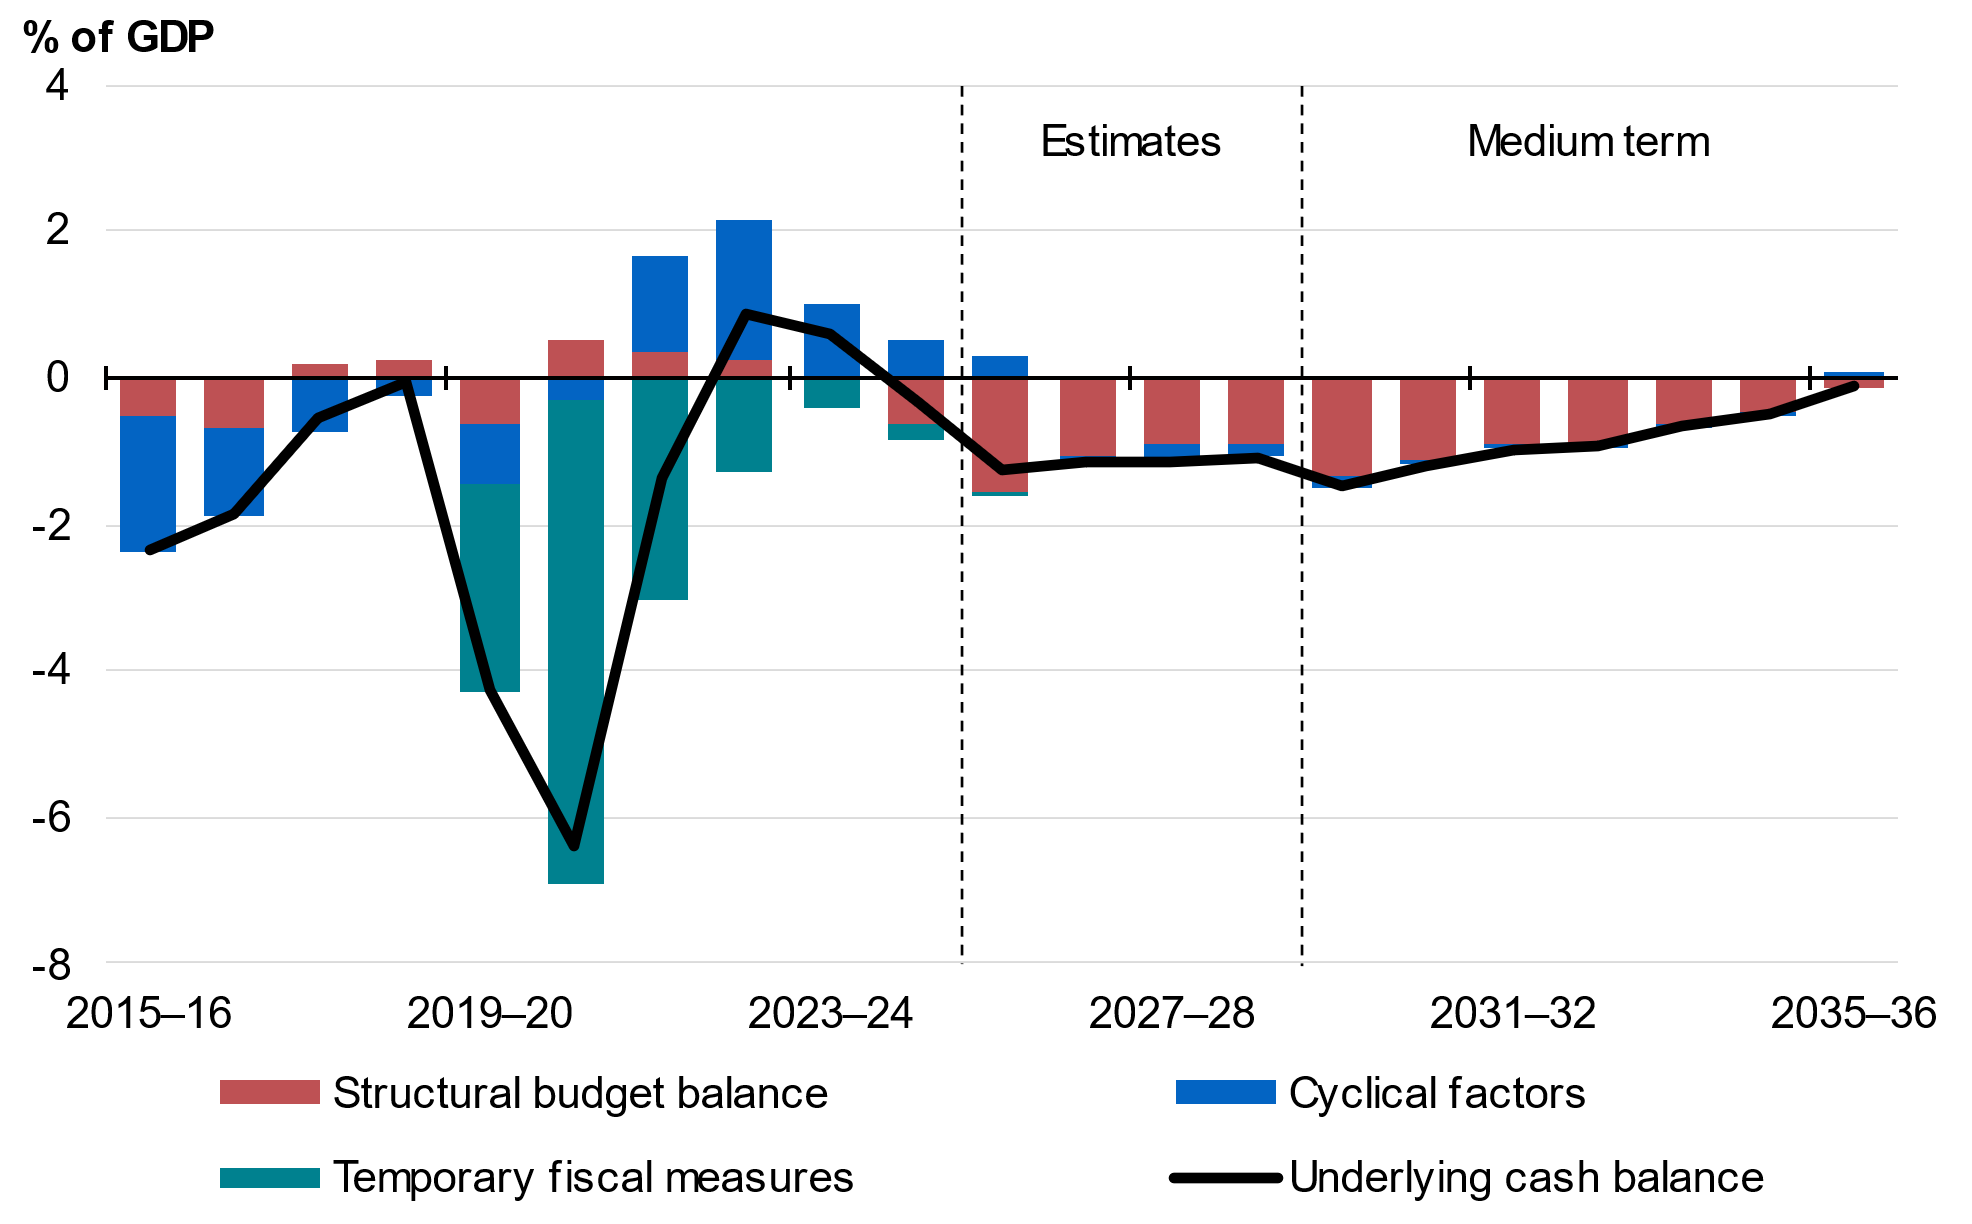 % of GDP
4
Estimates Medium term
2
0
-2
-4
-6
-8
2015–16 2019–20 2023–24 2027–28 2031–32 2035–36
Structural budget balance Cyclical factors
Temporary fiscal measures Underlying cash balance